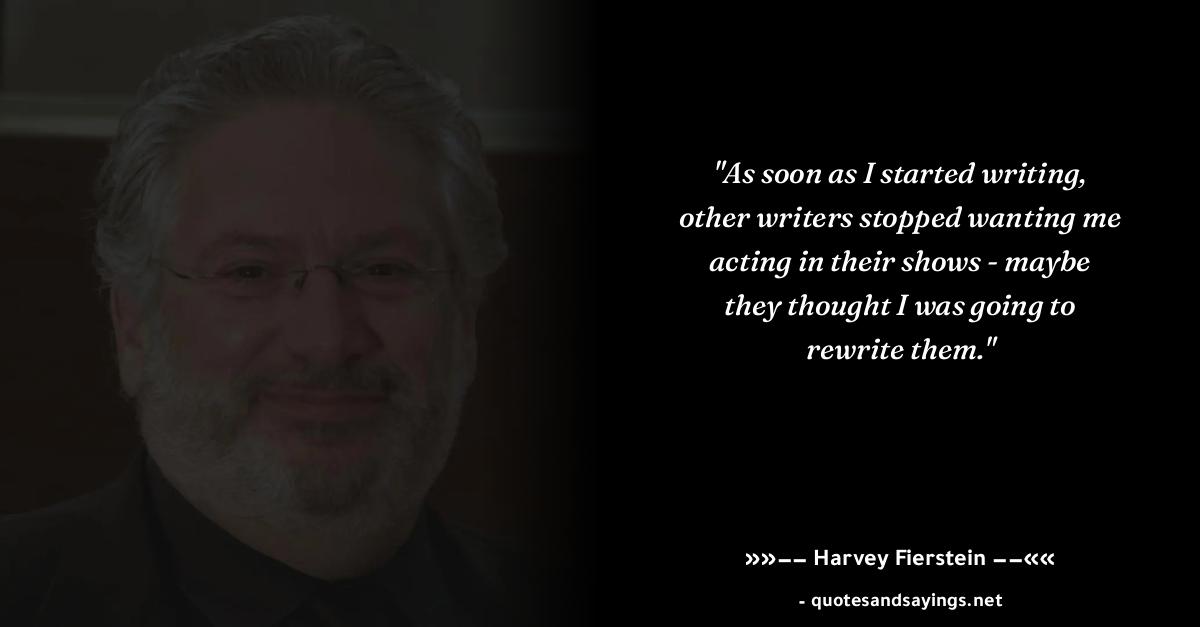 "As soon as I started writing,
other writers stopped wanting me
acting in their shows - maybe
they thought I was going to
rewrite them."
»»−− Harvey Fierstein −−««
- quotesandsayings.net